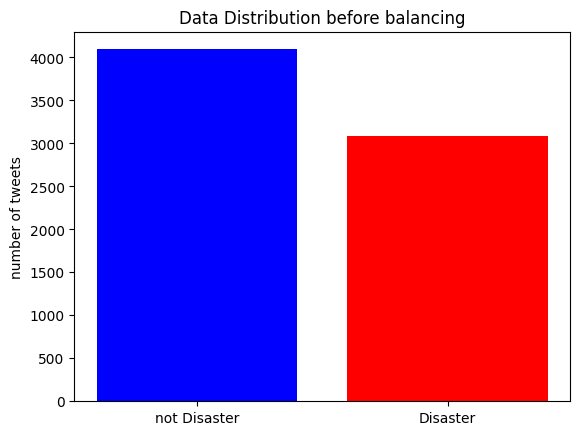 Data Distribution before balancing
number of tweets
4000
3500
3000
2500
2000
1500
1000
500
0
not Disaster
Disaster